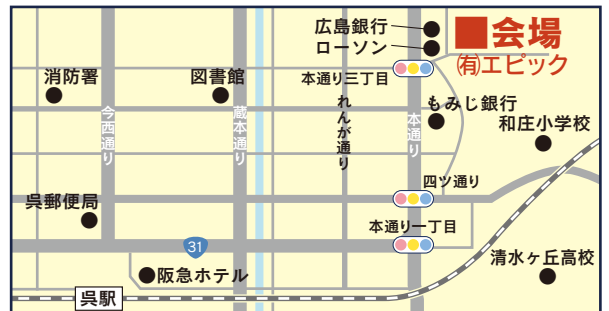 広島銀行
ローソン
■会場
㈲エピック
消防署
図書館
本通り三丁目
もみじ銀行
和庄小学校
今西通り
蔵本通り
れんが通り
本通り
四ツ通り
呉郵便局
本通り一丁目
31
清水ヶ丘高校
阪急ホテル
呉駅